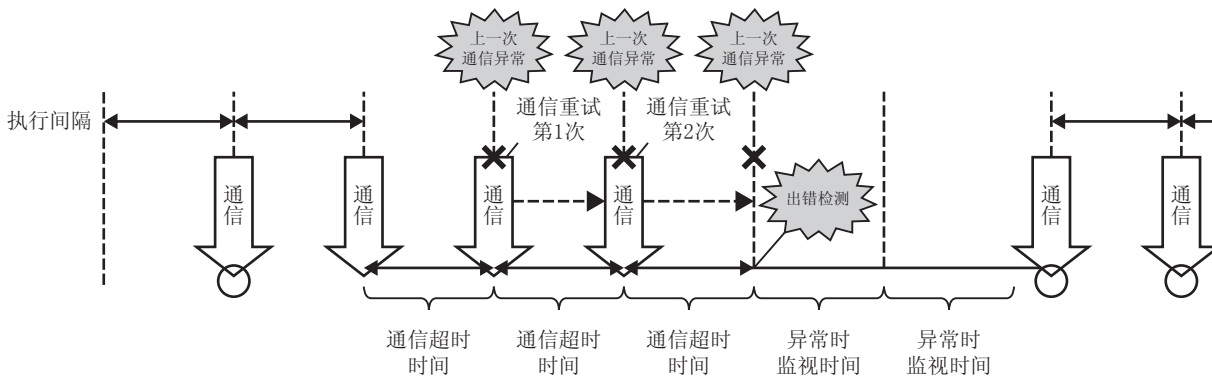 上一次
通信异常
上一次
通信异常
上一次
通信异常
执行间隔
通信重试
第1次
通信重试
第2次
通信
通信
通信
通信
出错检测
通信
通信
通信超时
时间
通信超时
时间
通信超时
时间
异常时
监视时间
异常时
监视时间